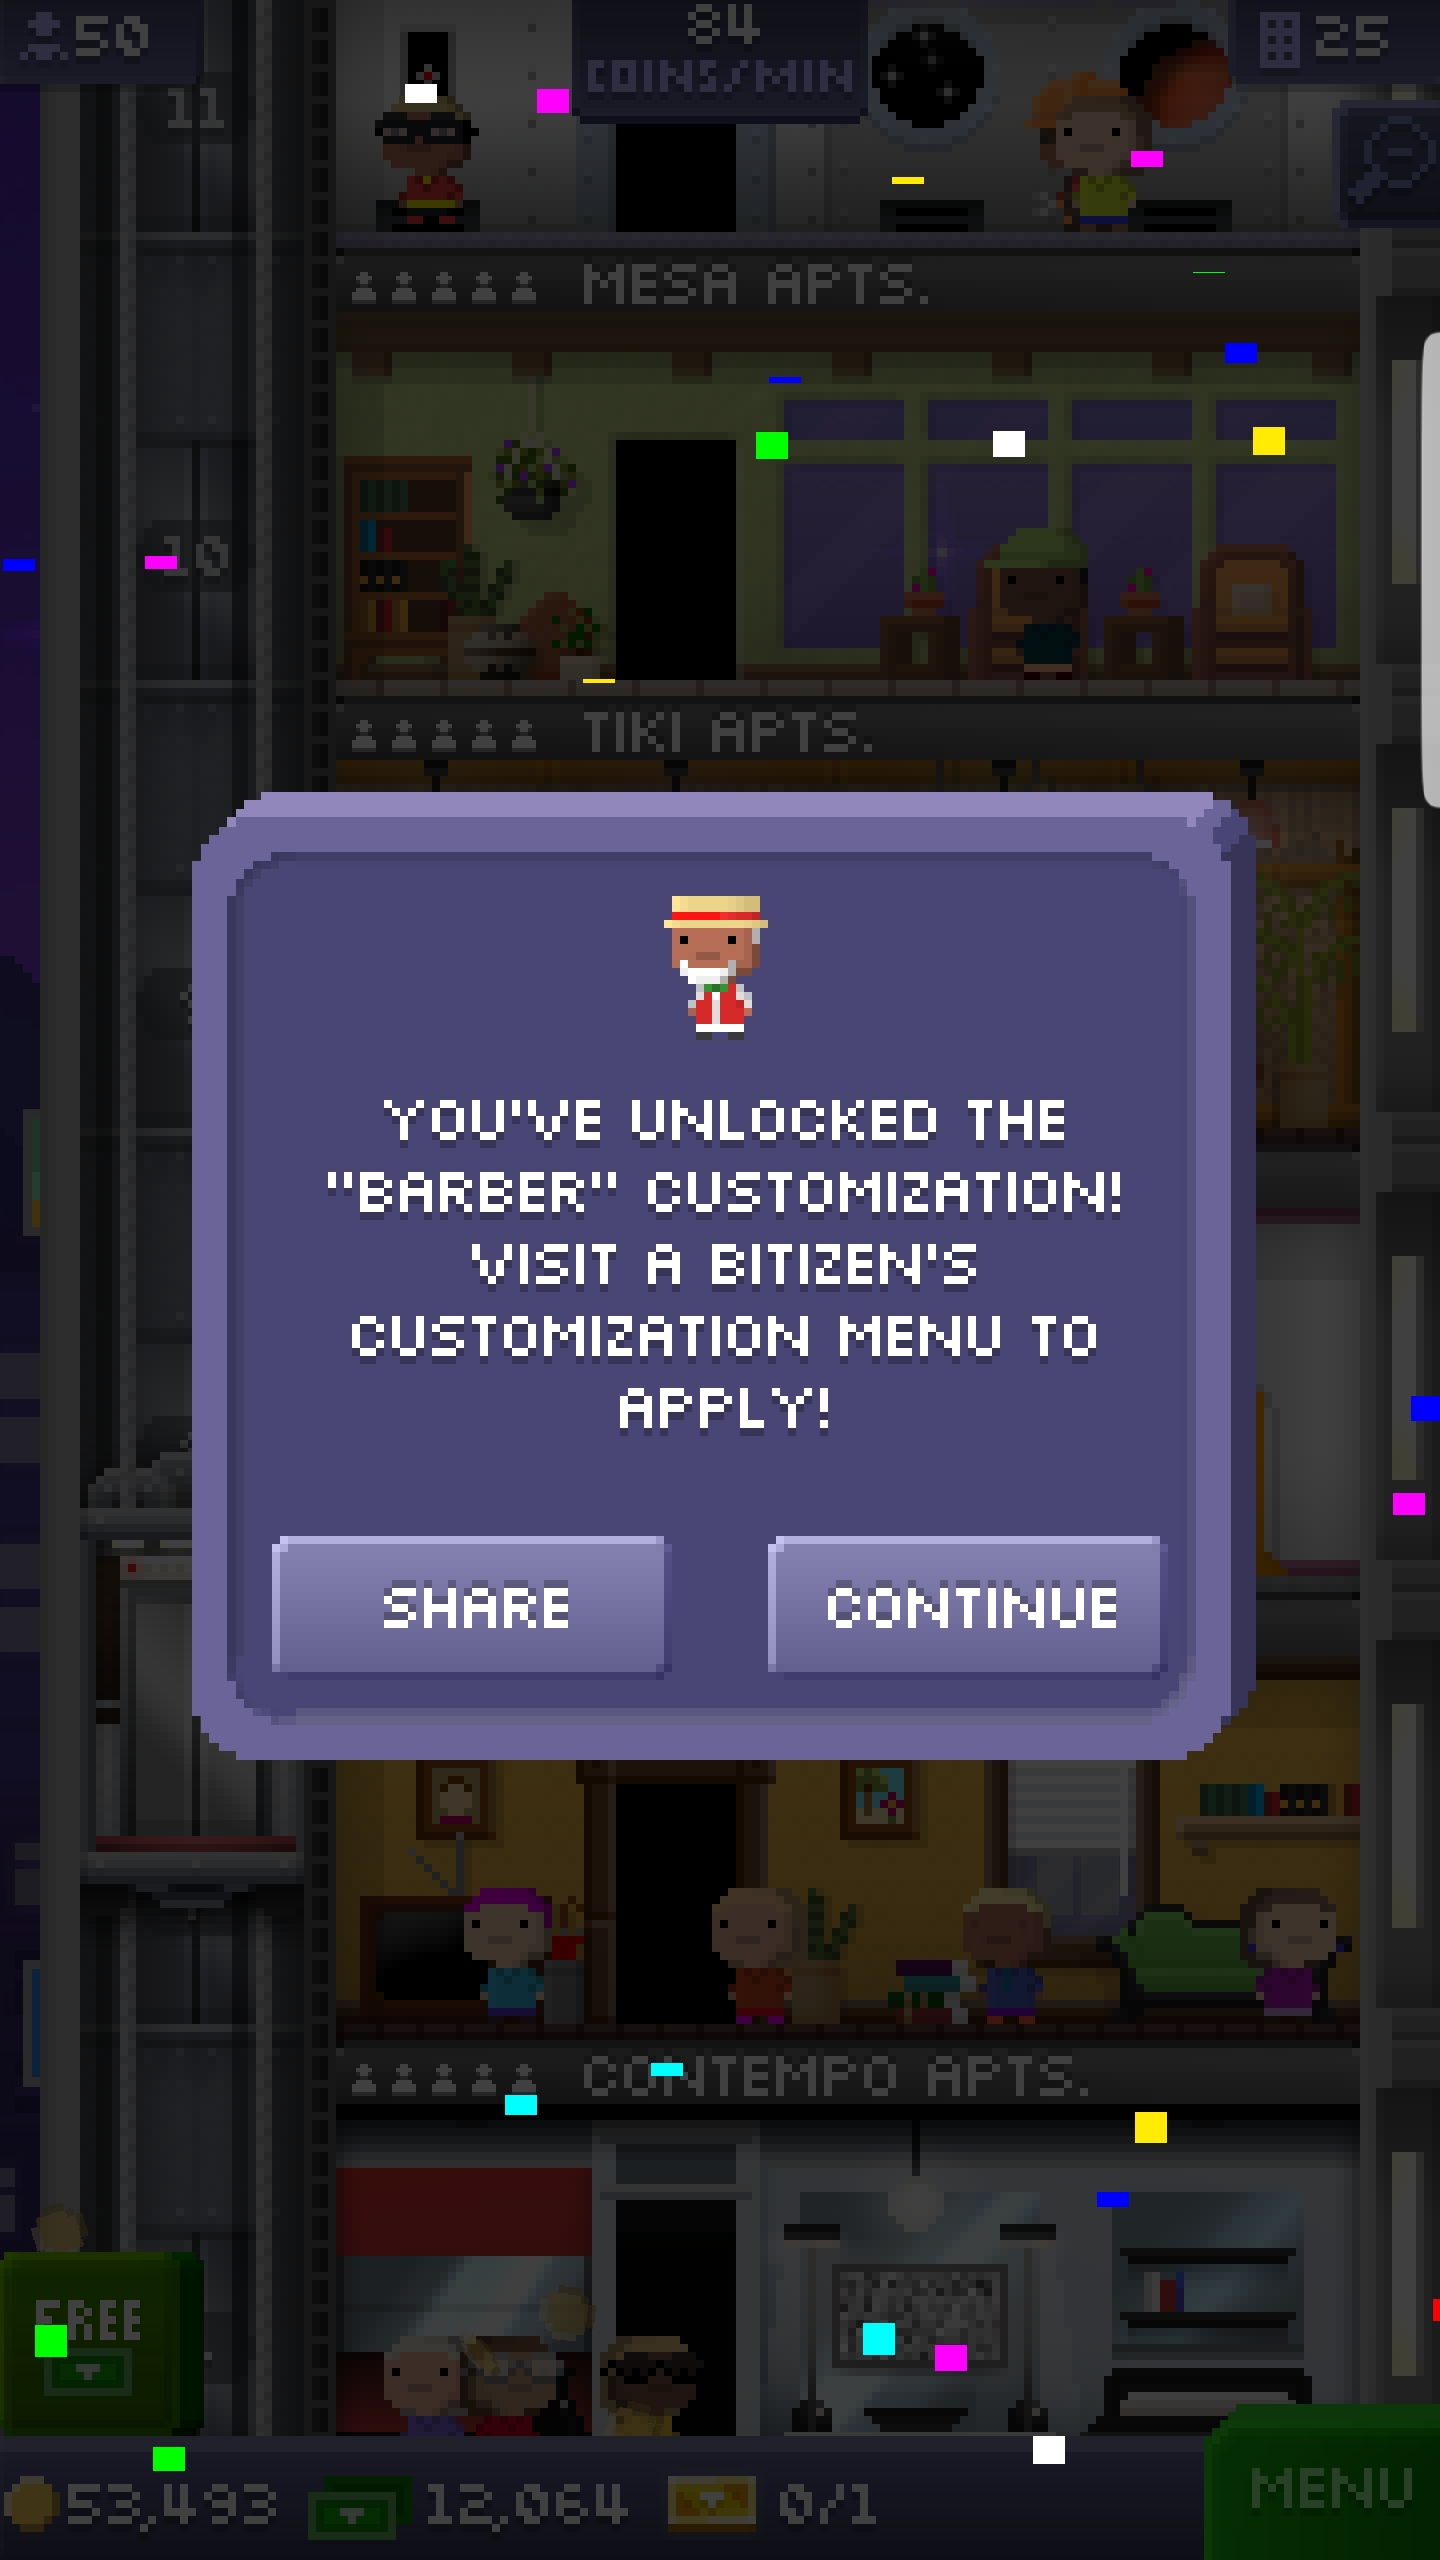 50
84
COINS/MIN
25
11
MESA APTS.
10
TIKI APTS.
YOU'VE UNLOCKED THE
"BARBER" CUSTOMIZATION!
VISIT A BITIZEN'S
CUSTOMIZATION MENU TO
APPLY!
SHARE
CONTINUE
CONTEMPO APTS.
FREE
53,493
12,064
0/1
MENU